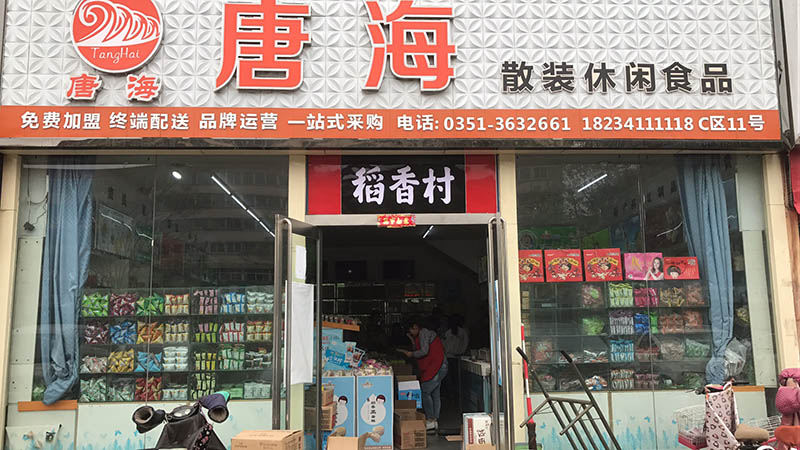 TangHai
唐海
唐海
散装休闲食品
免费加盟 终端配送 品牌运营 一站式采购 电话: 0351-3632661 18234111118 C区11号
稻香村